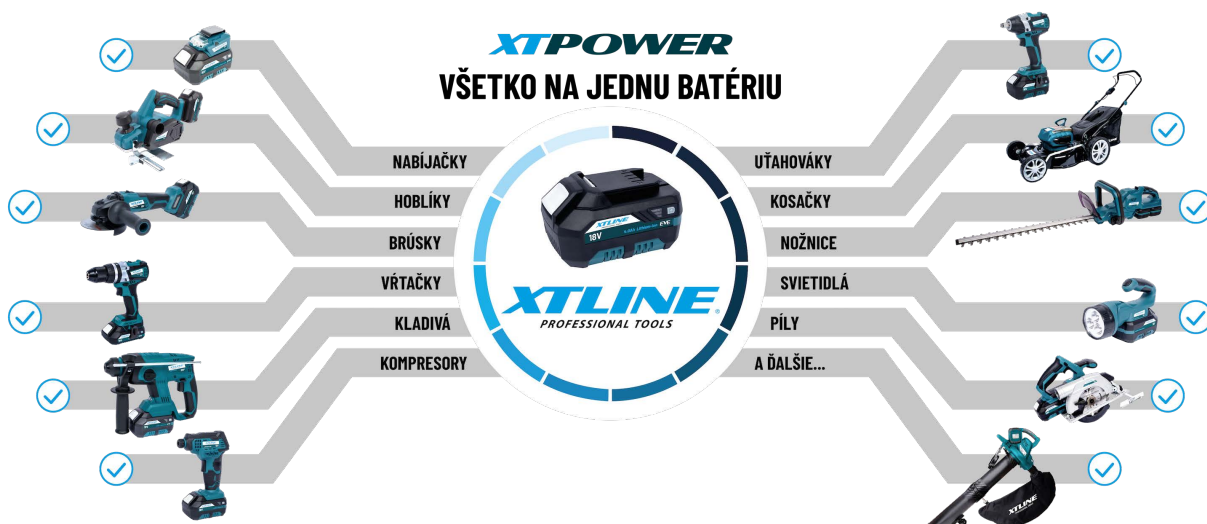 XTPOWER
VŠETKO NA JEDNU BATÉRIU
NABÍJAČKY
HOBLÍKY
BRÚSKY
VŔTAČKY
KLADIVÁ
KOMPRESORY
UŤAHOVÁKY
KOSAČKY
NOŽNICE
SVIETIDLÁ
PÍLY
A ĎALŠIE...
XTLINE
18V
EVE
XTLINE®
PROFESSIONAL TOOLS
XTLINE